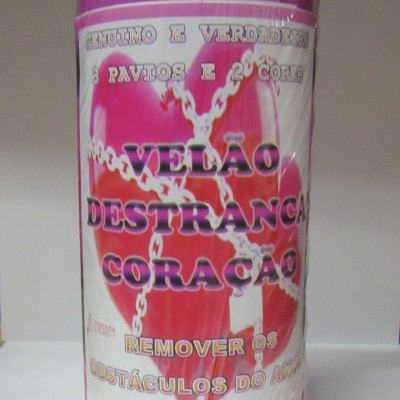 GENUINO E VERDADEIRO
3 PAVIOS E 2 CORES
VELÃO
DESTRANCA
CORAÇÃO
REMOVER OS
OBSTÁCULOS DO